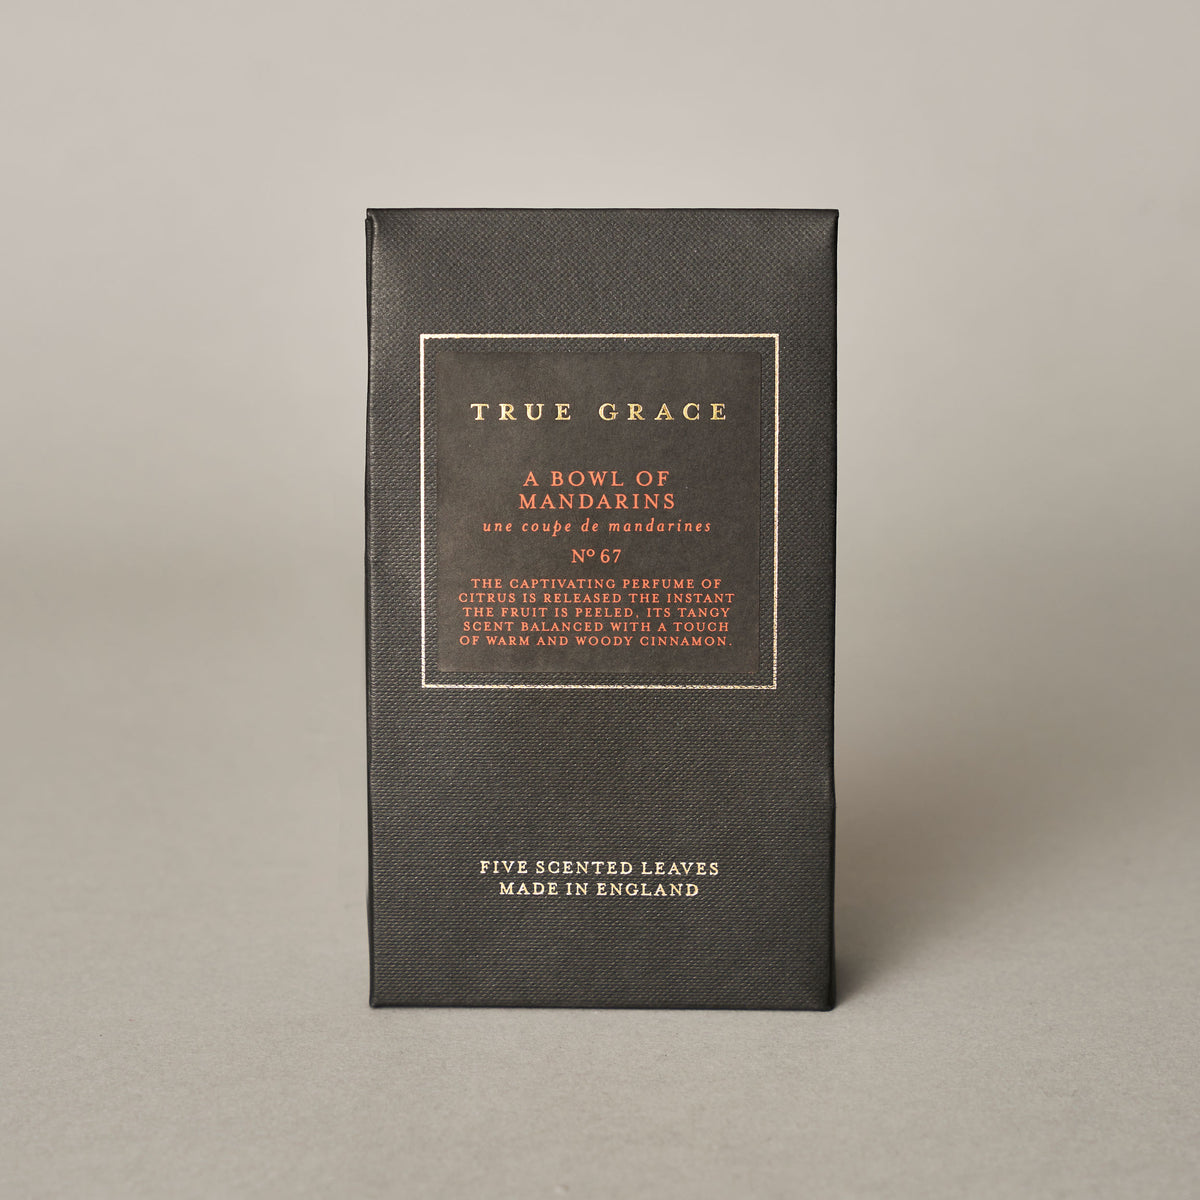 TRUE GRACE
A BOWL OF
MANDARINS
une coupe de mandarines
Nº 67
THE CAPTIVATING PERFUME OF
CITRUS IS RELEASED THE INSTANT
THE FRUIT IS PEELED, ITS TANGY
SCENT BALANCED WITH A TOUCH
OF WARM AND WOODY CINNAMON.
FIVE SCENTED LEAVES
MADE IN ENGLAND